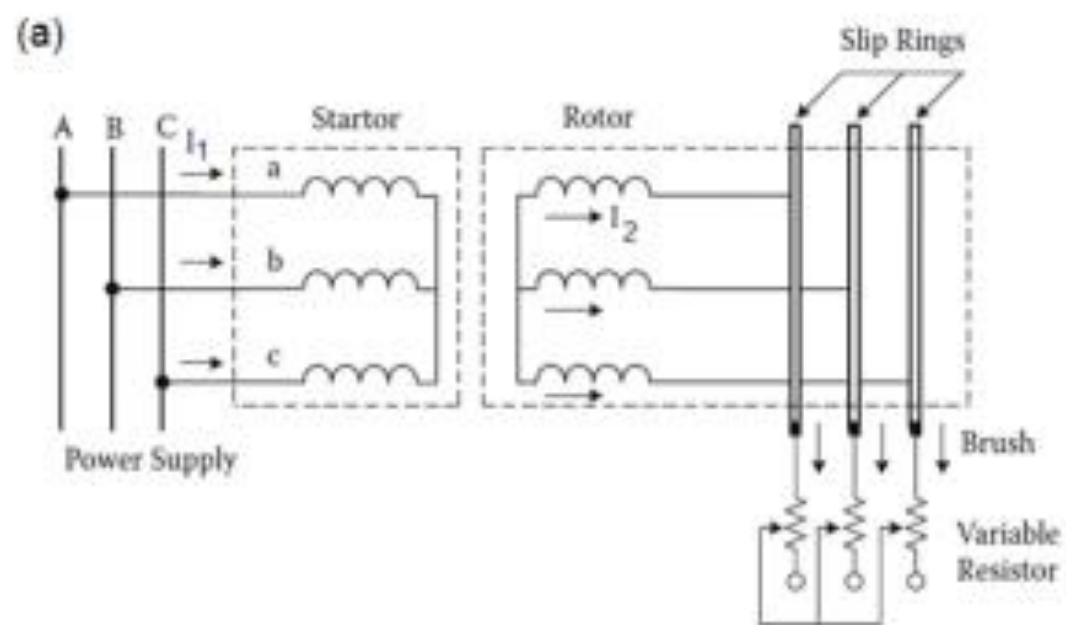 (a)
Slip Rings
A B C
I1
Startor
Rotor
a
I2
b
c
Power Supply
Brush
Variable
Resistor